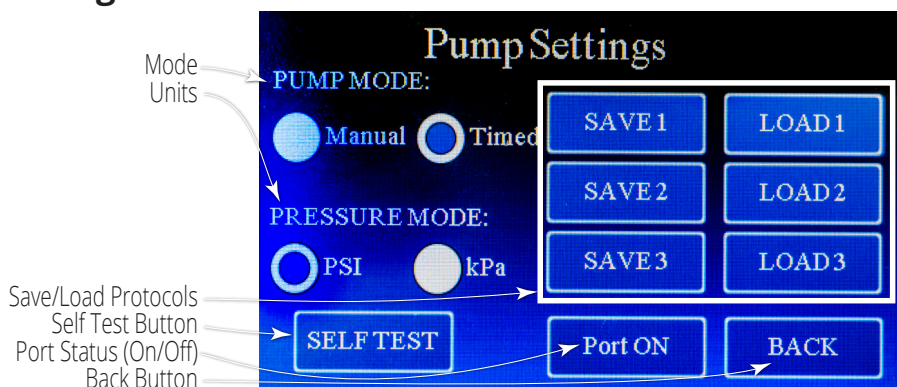 Pump Settings
Mode
PUMP MODE:
Units
Manual
Timed
SAVE 1
LOAD 1
SAVE 2
LOAD 2
PRESSURE MODE:
PSI
kPa
SAVE 3
LOAD 3
Save/Load Protocols
Self Test Button
SELF TEST
Port ON
BACK
Port Status (On/Off)
Back Button